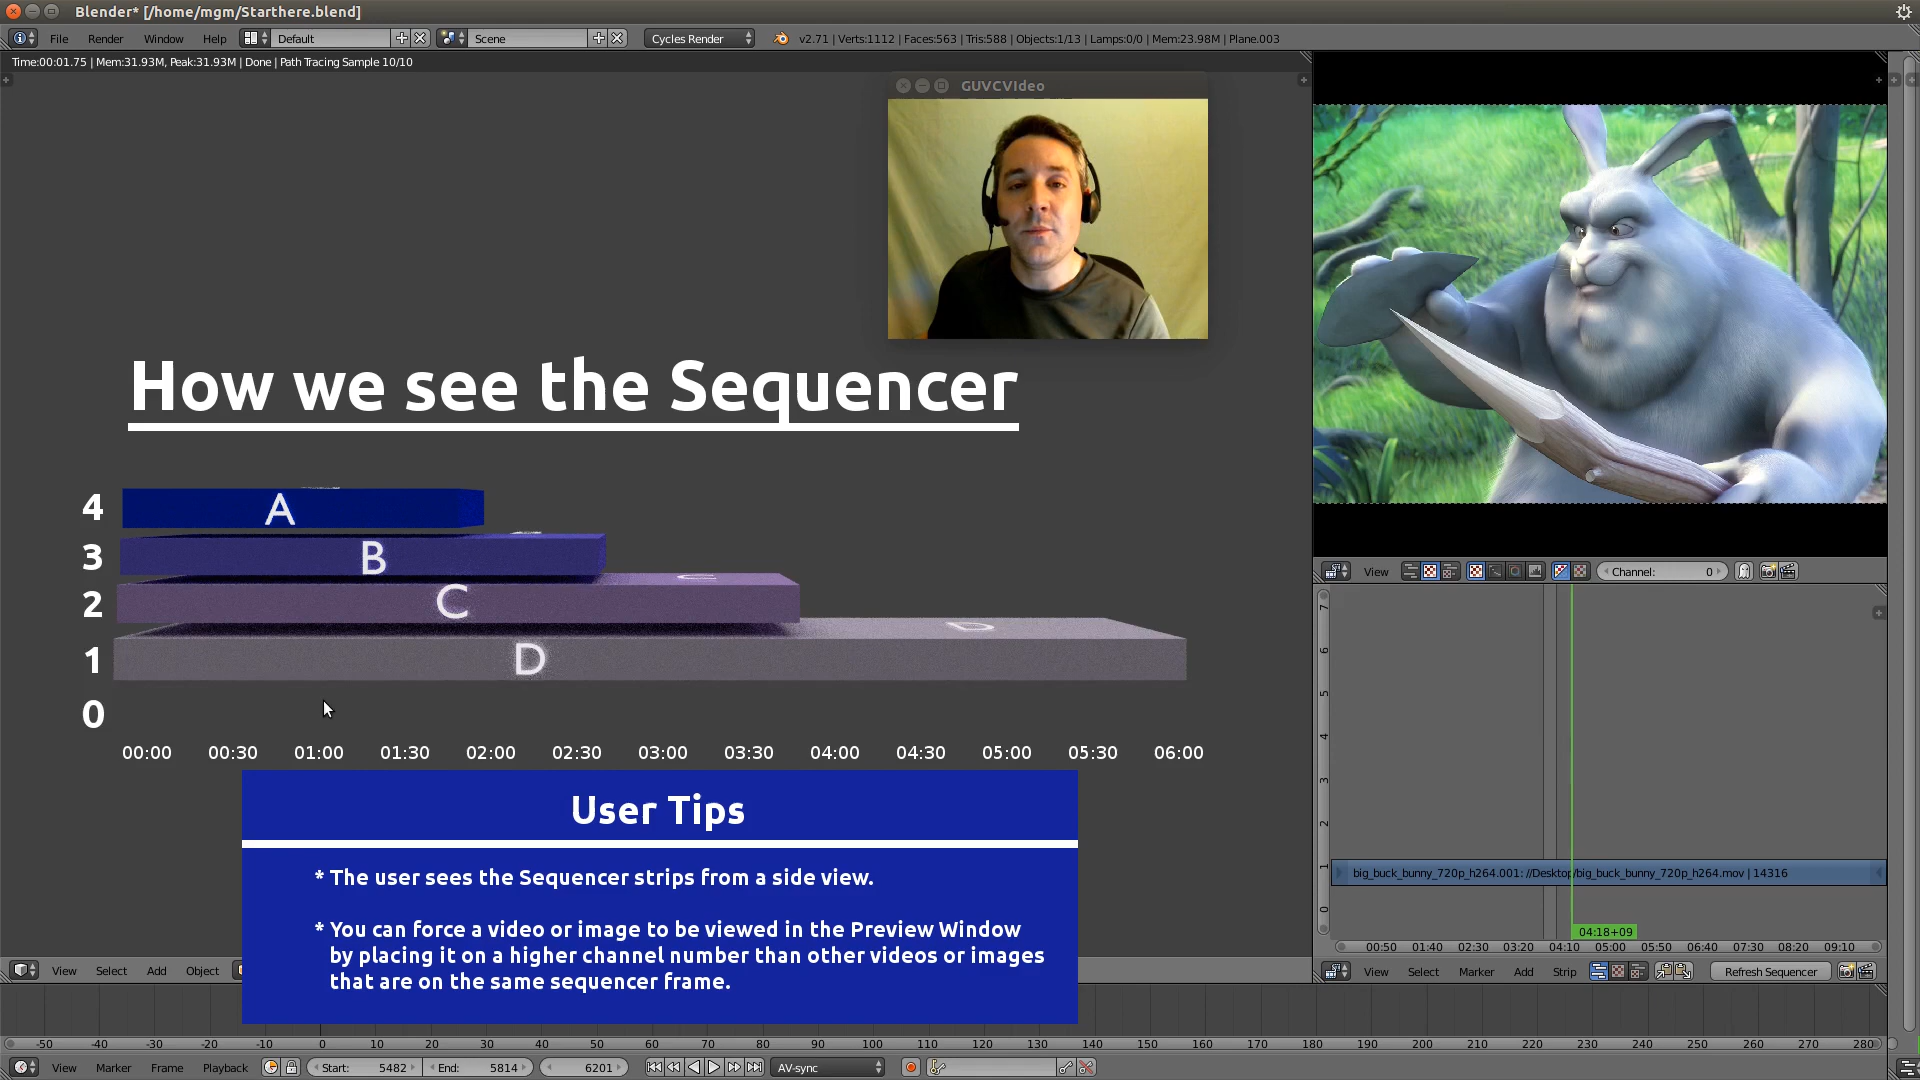 Blender* [/home/mgm/Starthere.blend]
File Render Window Help Default Scene Cycles Render v2.71 | Verts:1112 | Faces:563 | Tris:588 | Objects:1/13 | Lamps:0/0 | Mem:23.98M | Plane.003
Time:00:01.75 | Mem:31.93M, Peak:31.93M | Done | Path Tracing Sample 10/10
GUVCVIdeo
How we see the Sequencer
4 A
3 B
2 C C
1 D D
0
00:00 00:30 01:00 01:30 02:00 02:30 03:00 03:30 04:00 04:30 05:00 05:30 06:00
User Tips
* The user sees the Sequencer strips from a side view.
* You can force a video or image to be viewed in the Preview Window
by placing it on a higher channel number than other videos or images
that are on the same sequencer frame.
View Channel: 0
7
6
5
4
3
2
1
0
big_buck_bunny_720p_h264.001: //Desktop/big_buck_bunny_720p_h264.mov | 14316
04:18+09
00:50 01:40 02:30 03:20 04:10 05:00 05:50 06:40 07:30 08:20 09:10
View Select Marker Add Strip Refresh Sequencer
View Select Add Object
-50 -40 -30 -20 -10 0 10 20 30 40 50 60 70 80 90 100 110 120 130 140 150 160 170 180 190 200 210 220 230 240 250 260 270 280
View Marker Frame Playback Start: 5482 End: 5814 6201 AV-sync